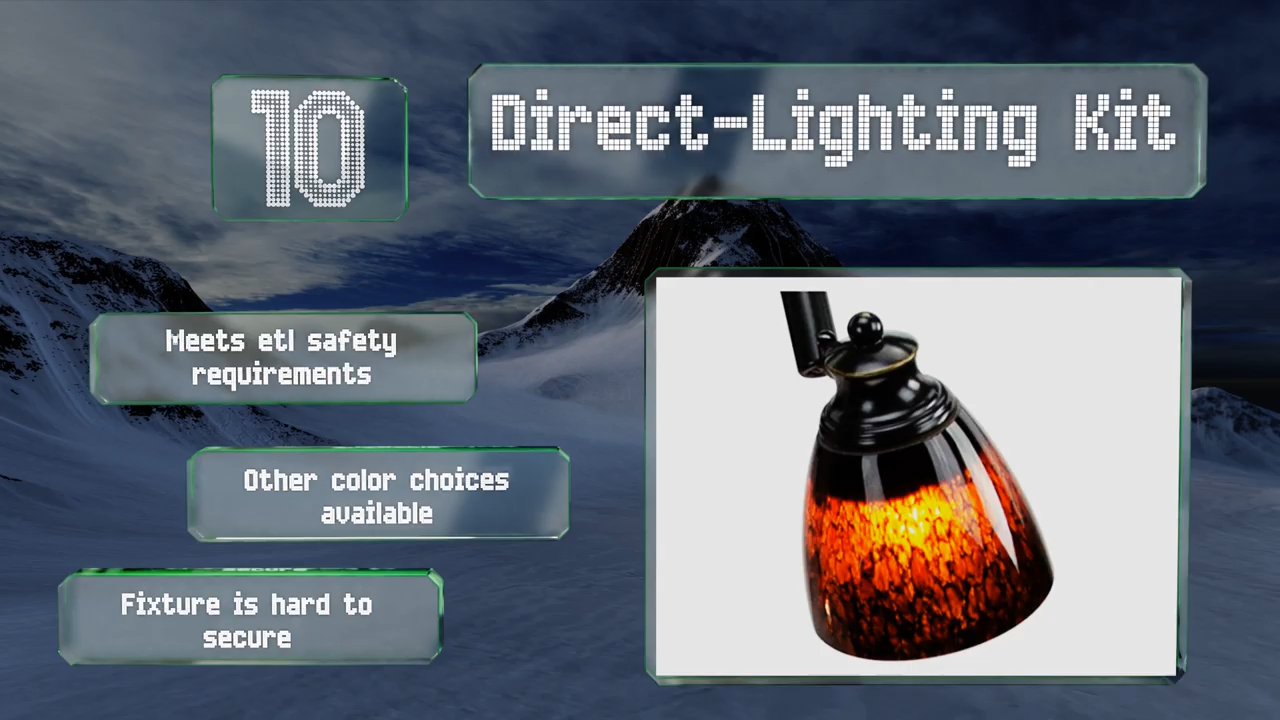 10
Direct-Lighting Kit
Meets etl safety
requirements
Other color choices
available
Fixture is hard to
secure